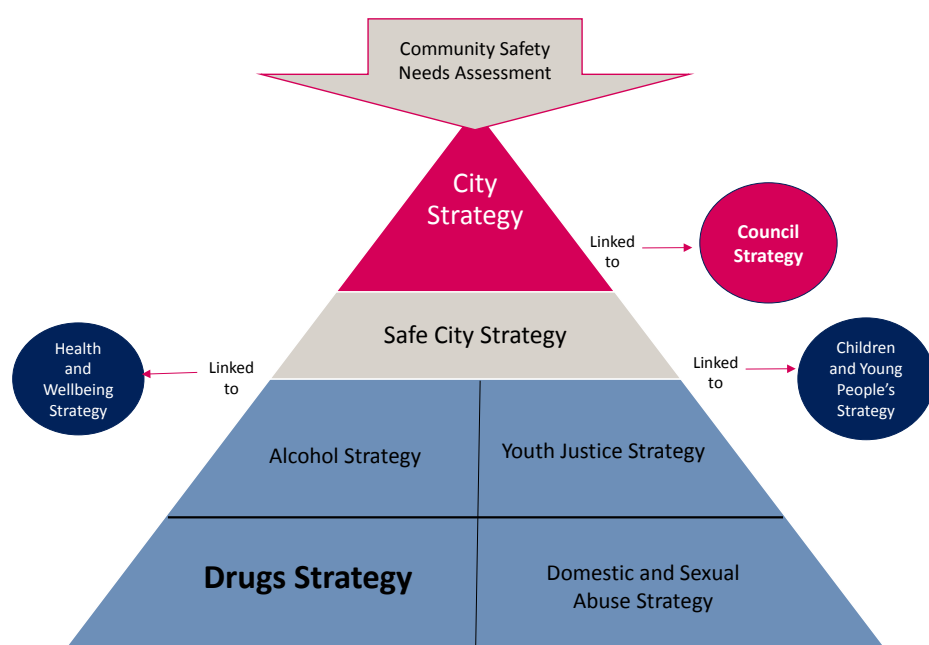 Community Safety
Needs Assessment
City
Strategy
Linked
to
Council
Strategy
Safe City Strategy
Health
and
Wellbeing
Strategy
Linked
to
Linked
to
Children
and Young
People’s
Strategy
Alcohol Strategy
Youth Justice Strategy
Drugs Strategy
Domestic and Sexual
Abuse Strategy